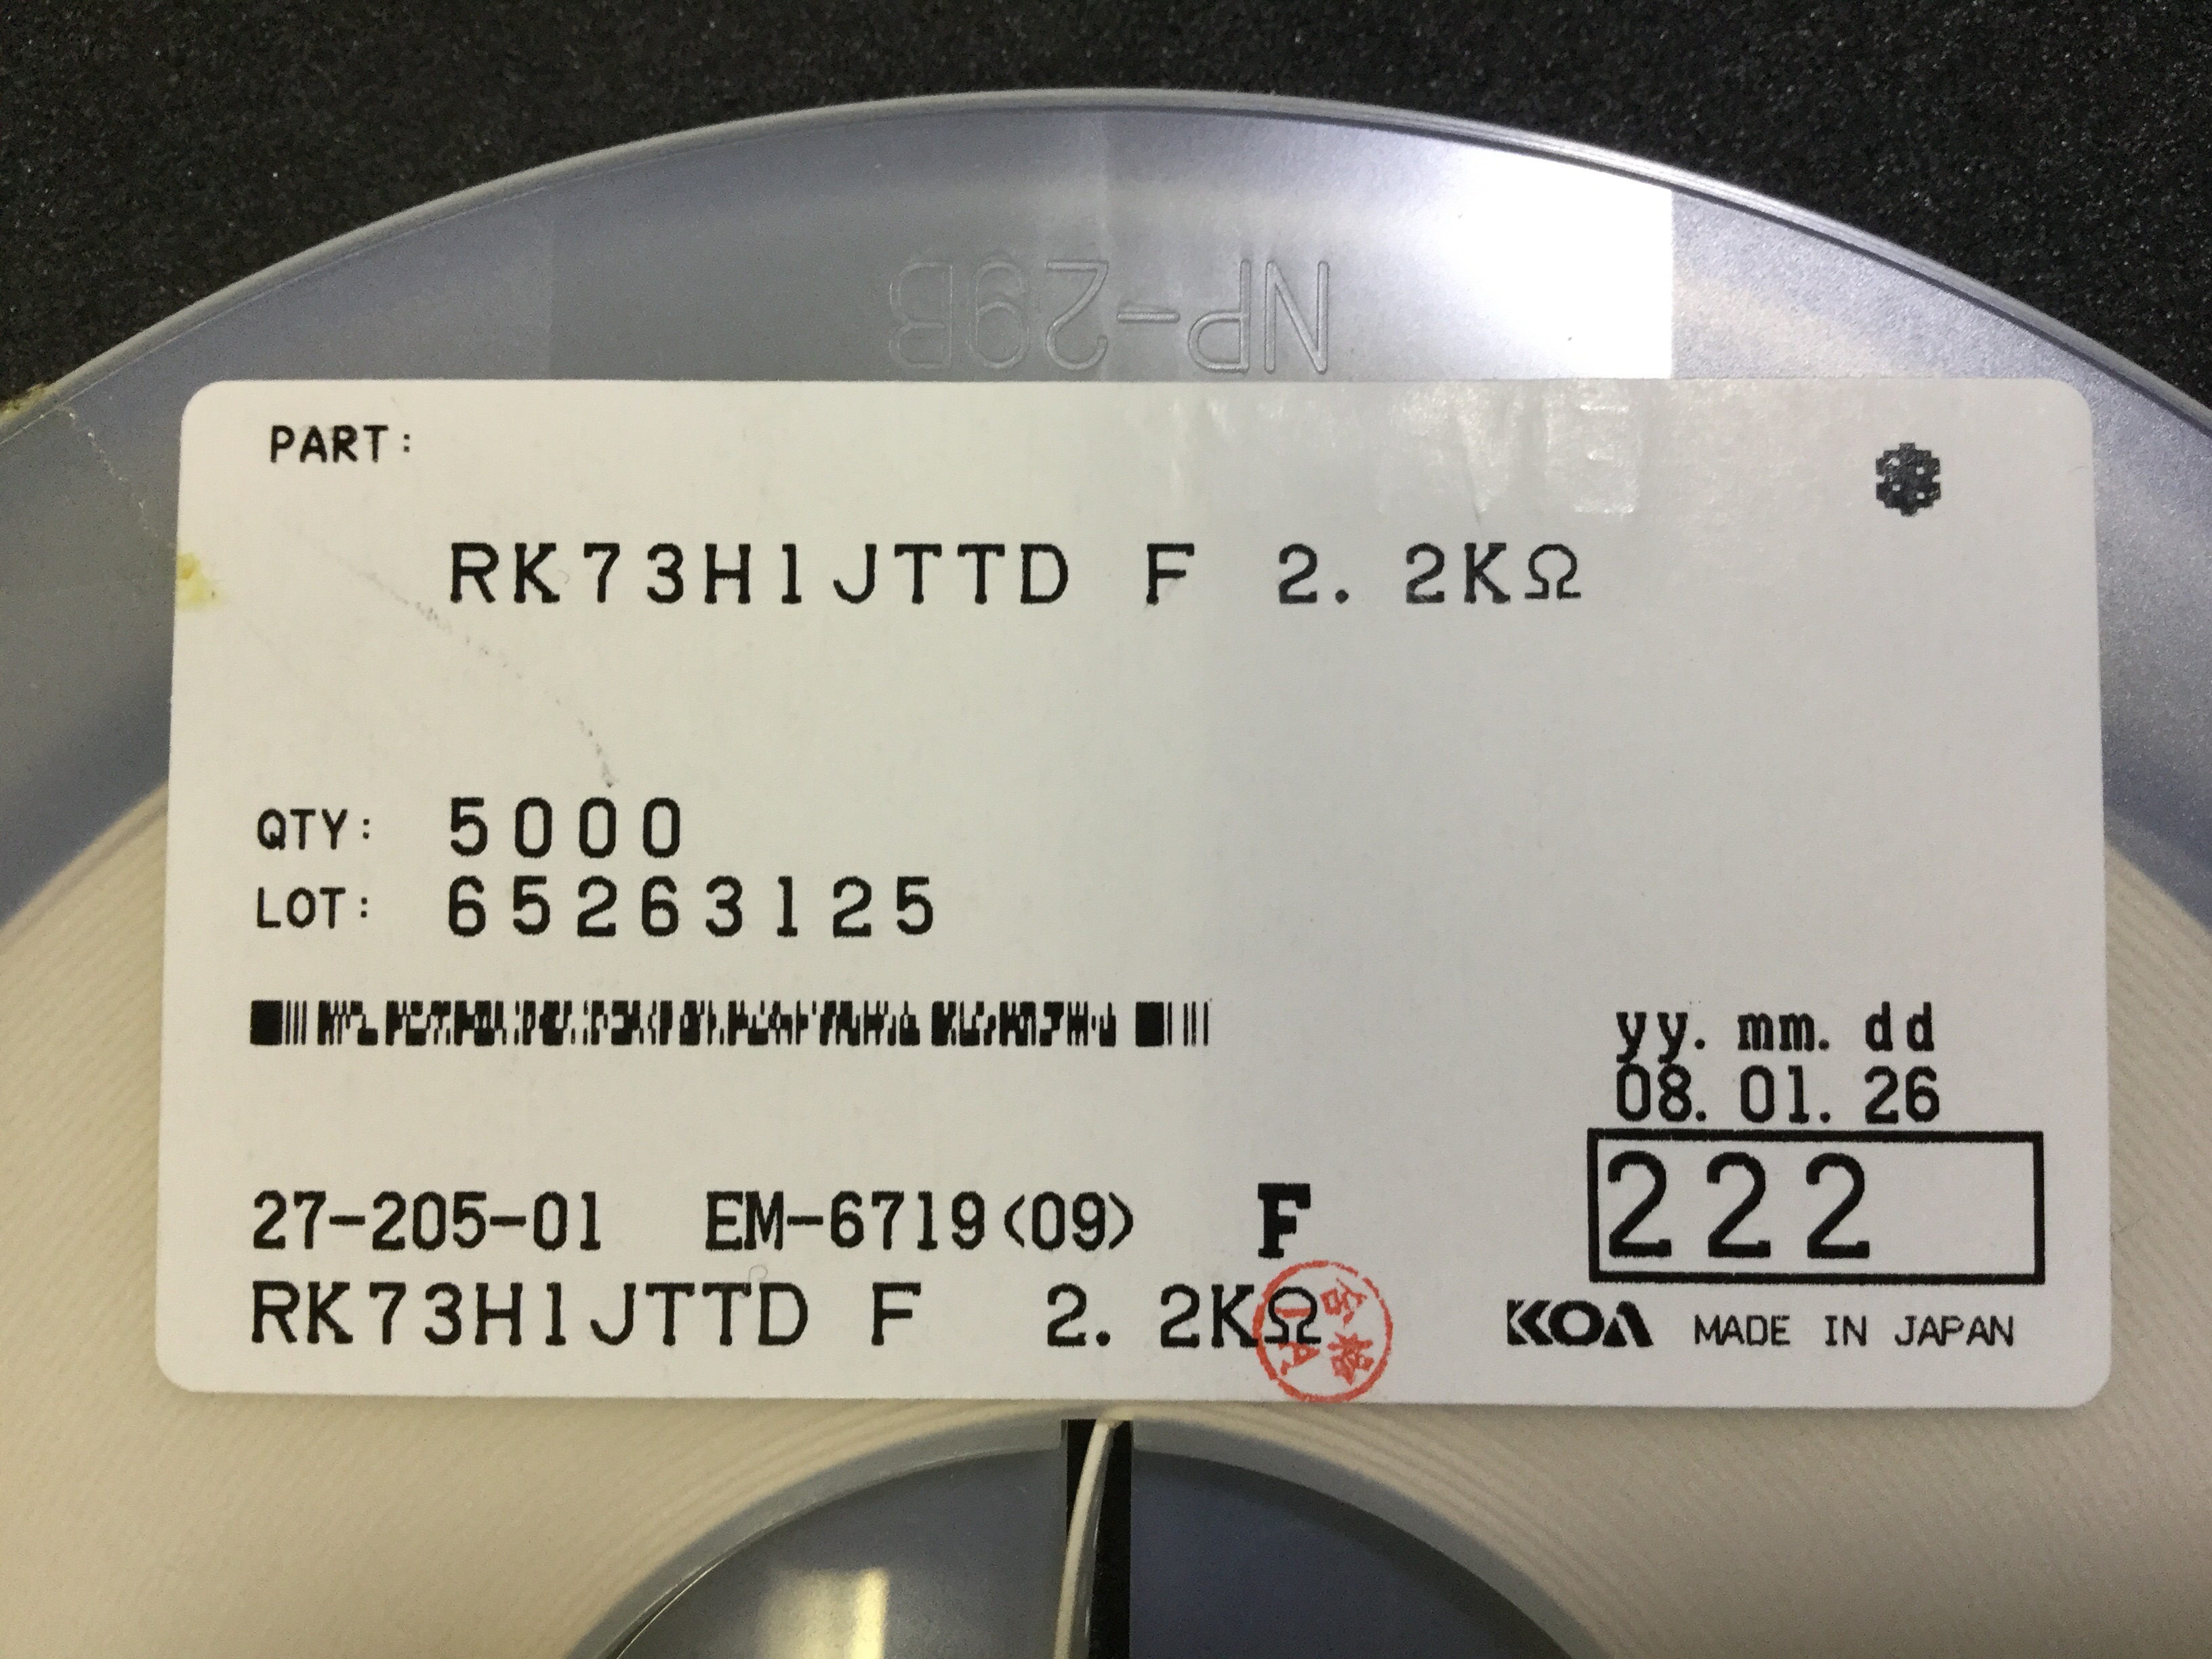 NP-29B
PART:
RK73H1JTTD F 2.2KΩ
QTY: 5000
LOT: 65263125
yy. mm. dd
08. 01. 26
222
27-205-01 EM-6719(09) F
RK73H1JTTD F 2.2KΩ
KOA MADE IN JAPAN